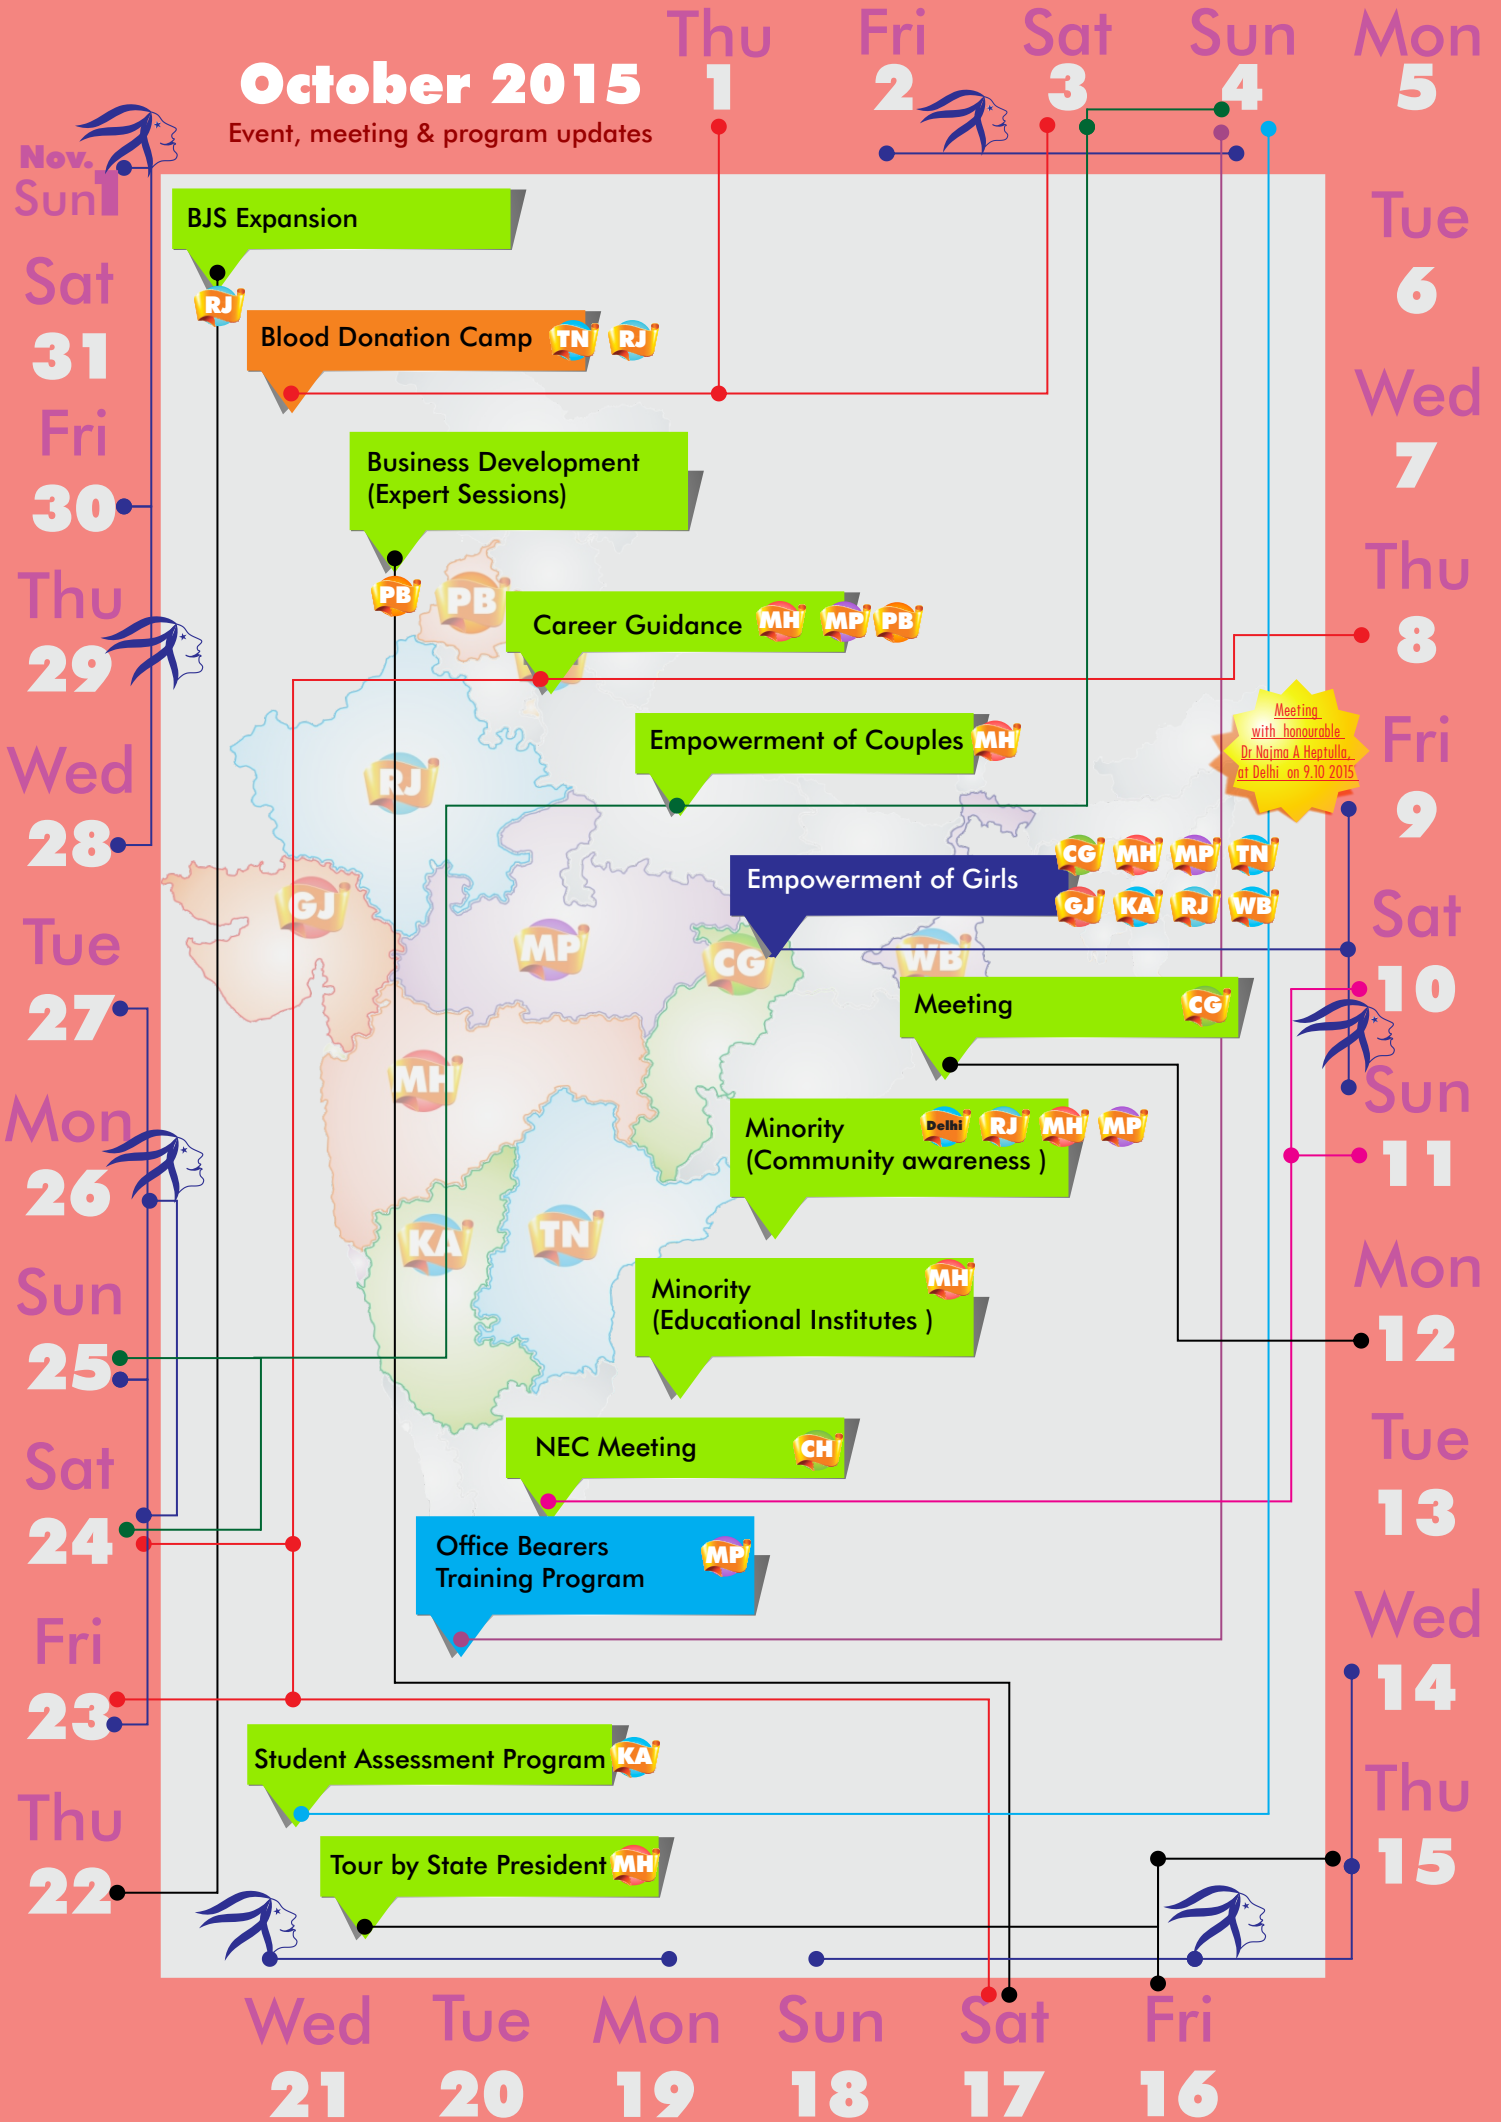 October 2015
Event, meeting & program updates
Thu
1
Fri
2
Sat
3
Sun
4
Mon
5
Tue
6
Wed
7
Thu
8
Fri
9
Sat
10
Sun
11
Mon
12
Tue
13
Wed
14
Thu
15
Fri
16
Sat
17
Sun
18
Mon
19
Tue
20
Wed
21
Thu
22
Fri
23
Sat
24
Sun
25
Mon
26
Tue
27
Wed
28
Thu
29
Fri
30
Sat
31
Nov.
Sun 1
BJS Expansion
RJ
Blood Donation Camp TN RJ
Business Development
(Expert Sessions)
PB
Career Guidance MH MP PB
Empowerment of Couples MH
Meeting
with honourable
Dr Najma A Heptulla,
at Delhi on 9.10 2015
Empowerment of Girls
CG MH MP TN
GJ KA RJ WB
Meeting CG
Minority
(Community awareness )
Delhi RJ MH MP
Minority
(Educational Institutes )
MH
NEC Meeting CH
Office Bearers
Training Program
MP
Student Assessment Program KA
Tour by State President MH
PB
RJ
GJ
MP
CG
WB
MH
KA
TN